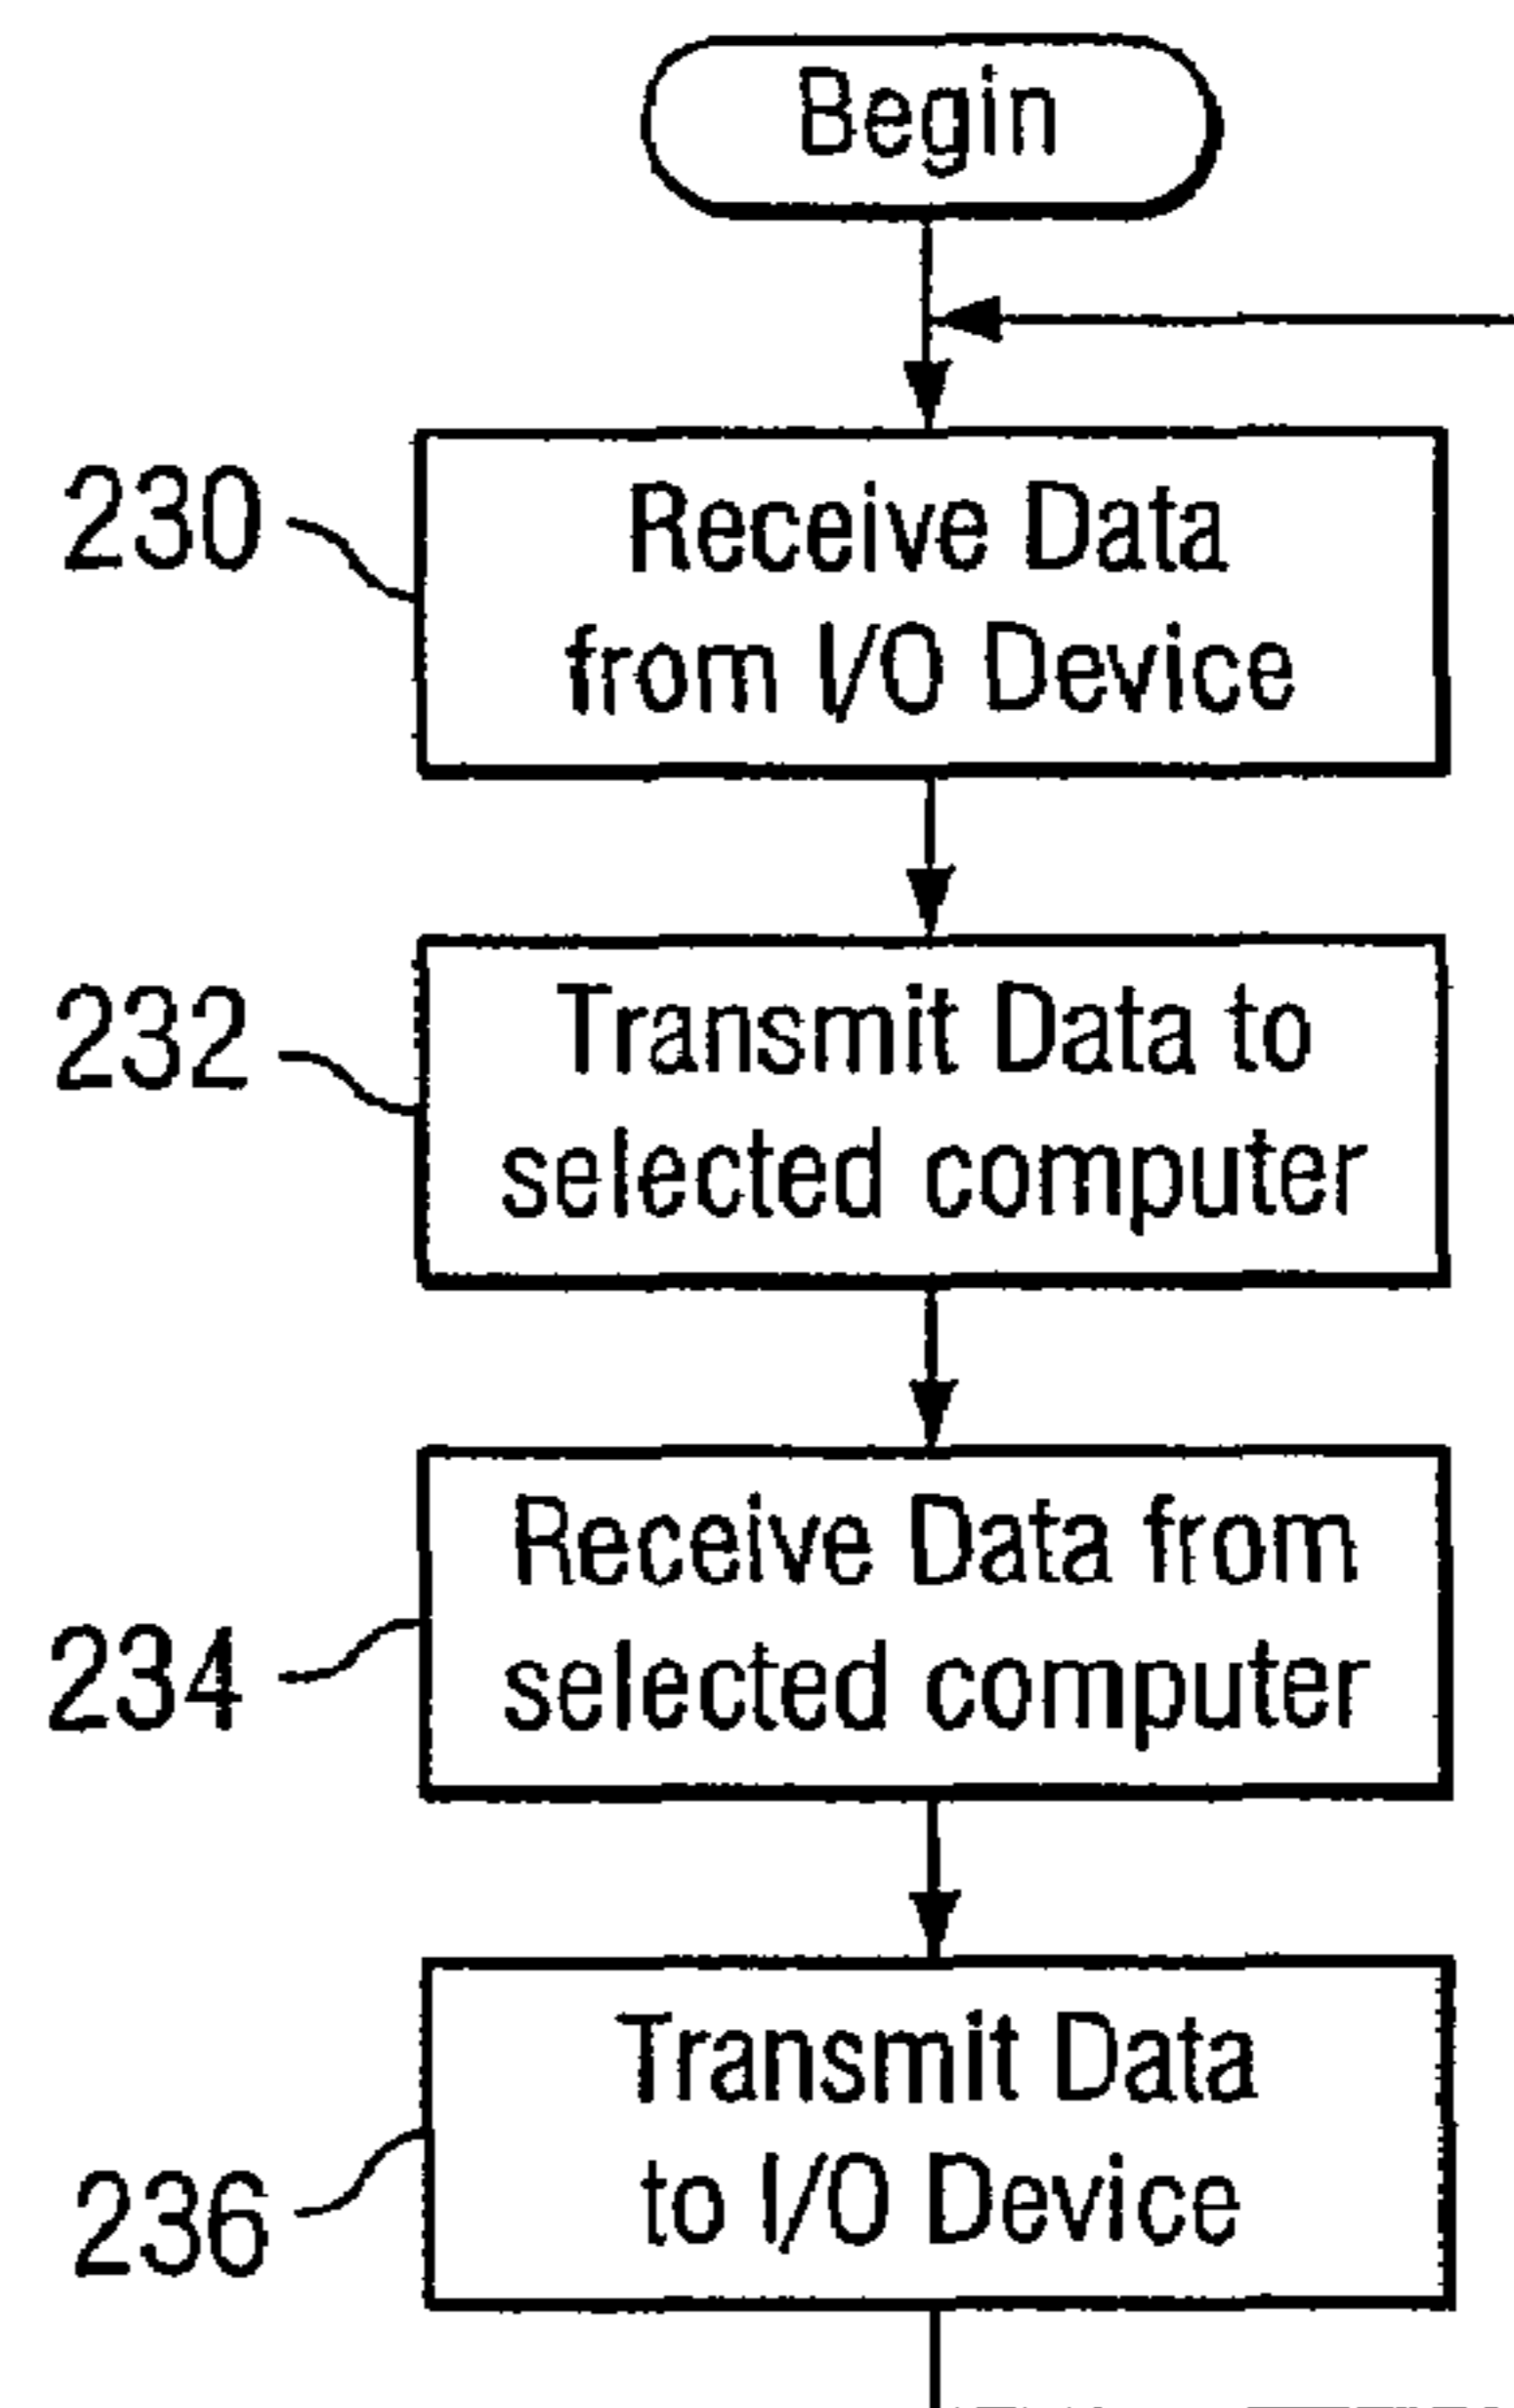 Begin
230
Receive Data
from I/O Device
232
Transmit Data to
selected computer
234
Receive Data from
selected computer
236
Transmit Data
to I/O Device